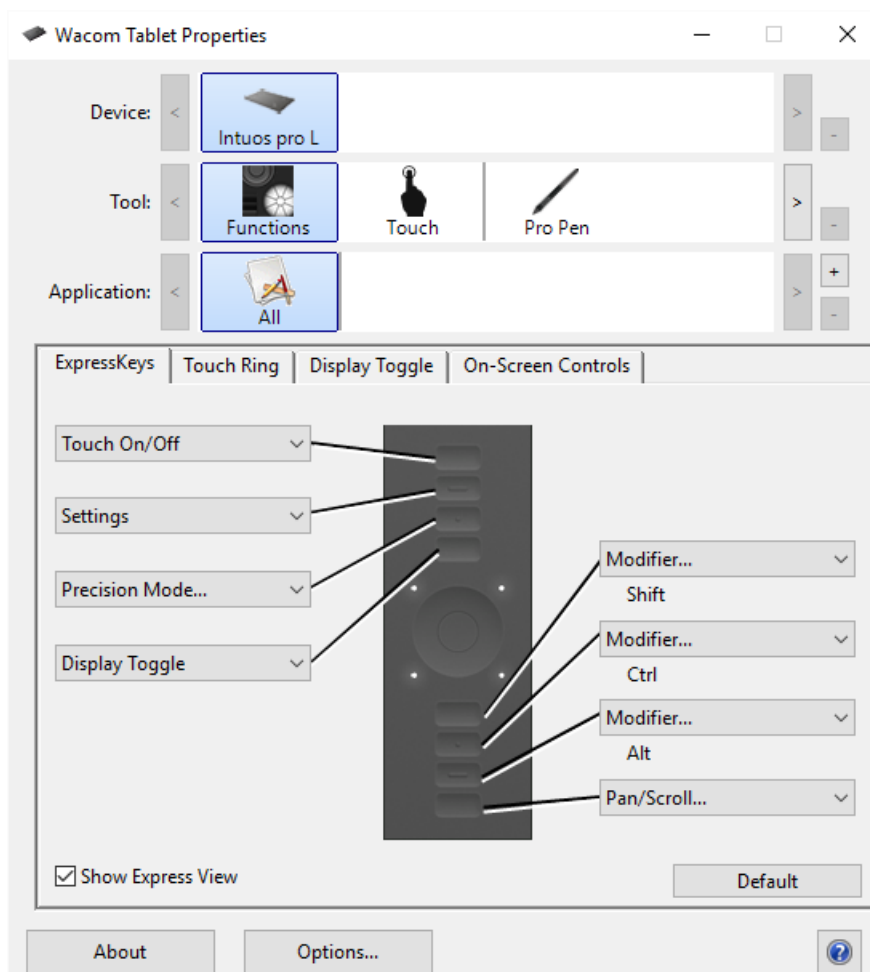 Wacom Tablet Properties
Device:
<
Intuos pro L
>
-
Tool:
<
Functions
Touch
Pro Pen
>
-
Application:
<
All
>
+
-
ExpressKeys
Touch Ring
Display Toggle
On-Screen Controls
Touch On/Off
Settings
Precision Mode...
Display Toggle
Modifier...
Shift
Modifier...
Ctrl
Modifier...
Alt
Pan/Scroll...
Show Express View
Default
About
Options...
?